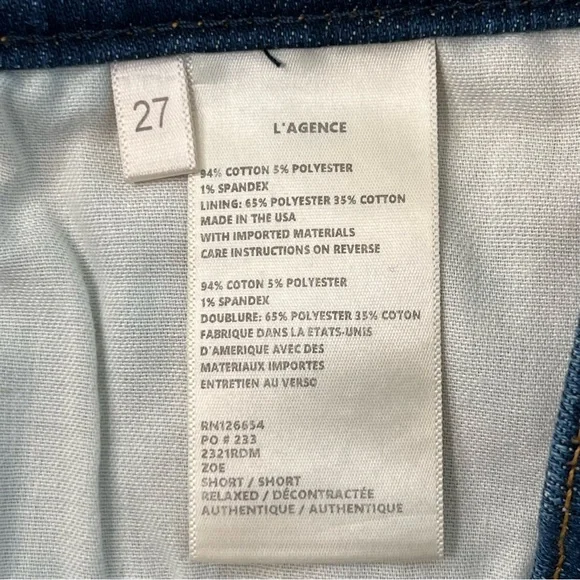 27
L'AGENCE
94% COTTON 5% POLYESTER
1% SPANDEX
LINING: 65% POLYESTER 35% COTTON
MADE IN THE USA
WITH IMPORTED MATERIALS
CARE INSTRUCTIONS ON REVERSE
94% COTON 5% POLYESTER
1% SPANDEX
DOUBLURE: 65% POLYESTER 35% COTON
FABRIQUE DANS LA ETATS-UNIS
D'AMERIQUE AVEC DES
MATERIAUX IMPORTES
ENTRETIEN AU VERSO
RN126654
PO # 233
2321RDM
ZOE
SHORT / SHORT
RELAXED / DÉCONTRACTÉE
AUTHENTIQUE / AUTHENTIQUE